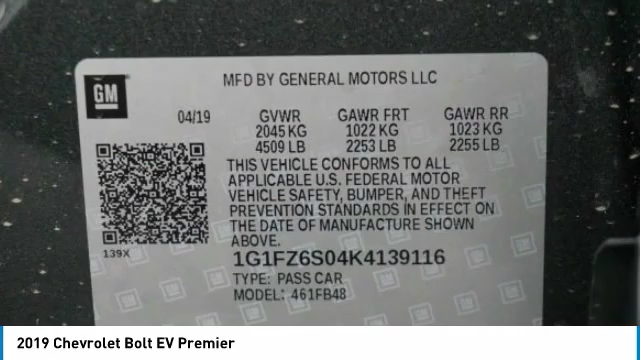 MFD BY GENERAL MOTORS LLC
GM
04/19 GVWR GAWR FRT GAWR RR
2045 KG 1022 KG 1023 KG
4509 LB 2253 LB 2255 LB
THIS VEHICLE CONFORMS TO ALL
APPLICABLE U.S. FEDERAL MOTOR
VEHICLE SAFETY, BUMPER, AND THEFT
PREVENTION STANDARDS IN EFFECT ON
THE DATE OF MANUFACTURE SHOWN
ABOVE.
139X
1G1FZ6S04K4139116
TYPE: PASS CAR
MODEL: 461FB48
2019 Chevrolet Bolt EV Premier